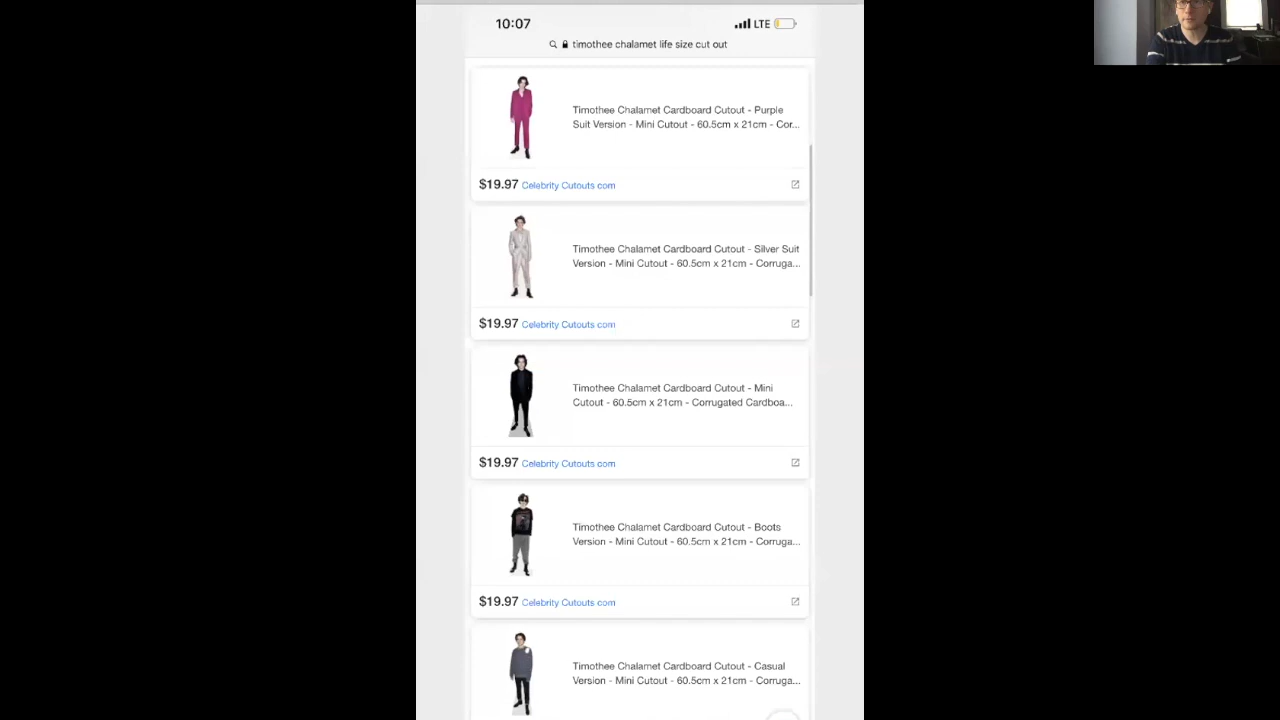 10:07 LTE
timothee chalamet life size cut out
Timothee Chalamet Cardboard Cutout - Purple
Suit Version - Mini Cutout - 60.5cm x 21cm - Cor...
$19.97 Celebrity Cutouts com
Timothee Chalamet Cardboard Cutout - Silver Suit
Version - Mini Cutout - 60.5cm x 21cm - Corruga...
$19.97 Celebrity Cutouts com
Timothee Chalamet Cardboard Cutout - Mini
Cutout - 60.5cm x 21cm - Corrugated Cardboa...
$19.97 Celebrity Cutouts com
Timothee Chalamet Cardboard Cutout - Boots
Version - Mini Cutout - 60.5cm x 21cm - Corruga...
$19.97 Celebrity Cutouts com
Timothee Chalamet Cardboard Cutout - Casual
Version - Mini Cutout - 60.5cm x 21cm - Corruga...